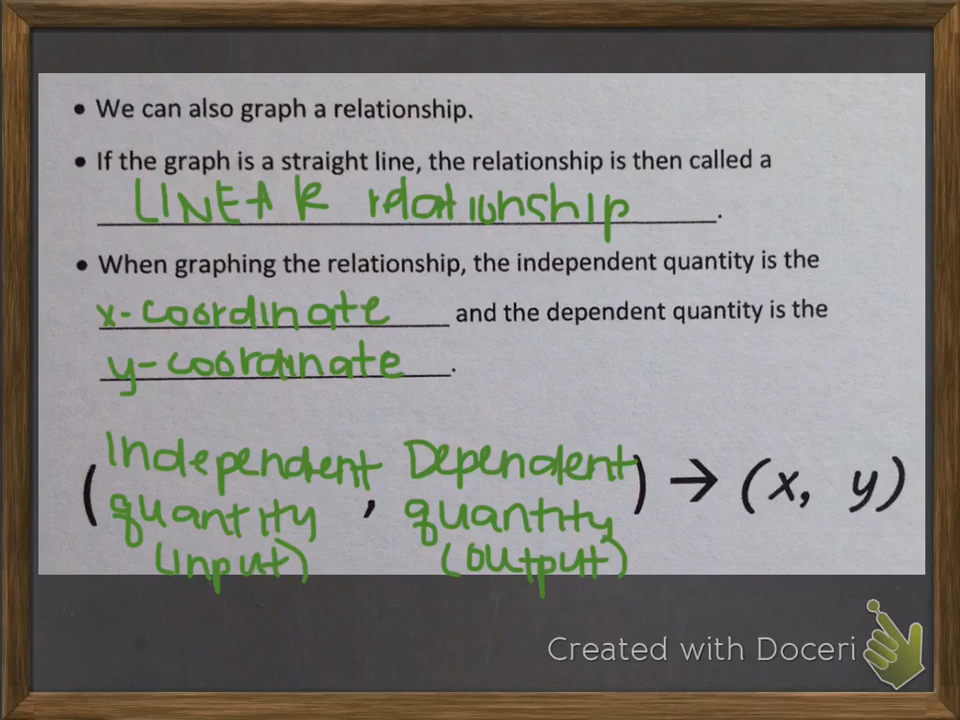 • We can also graph a relationship.
• If the graph is a straight line, the relationship is then called a
LINEAR relationship.
• When graphing the relationship, the independent quantity is the
x-coordinate and the dependent quantity is the
y-coordinate.
(Independent quantity (input), Dependent quantity (output)) → (x, y)
Created with Doceri